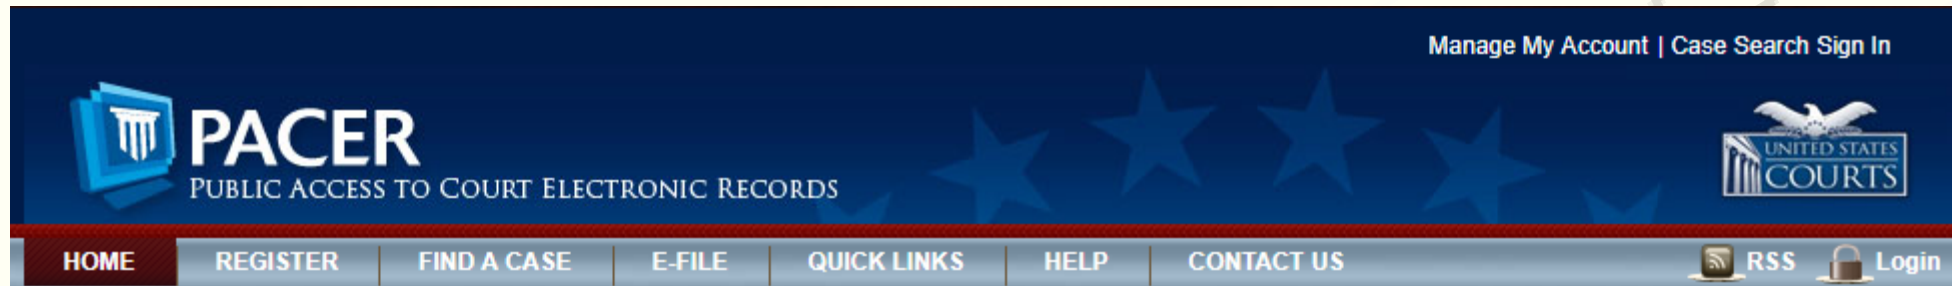 Manage My Account | Case Search Sign In
PACER
PUBLIC ACCESS TO COURT ELECTRONIC RECORDS
UNITED STATES
COURTS
HOME REGISTER FIND A CASE E-FILE QUICK LINKS HELP CONTACT US RSS Login